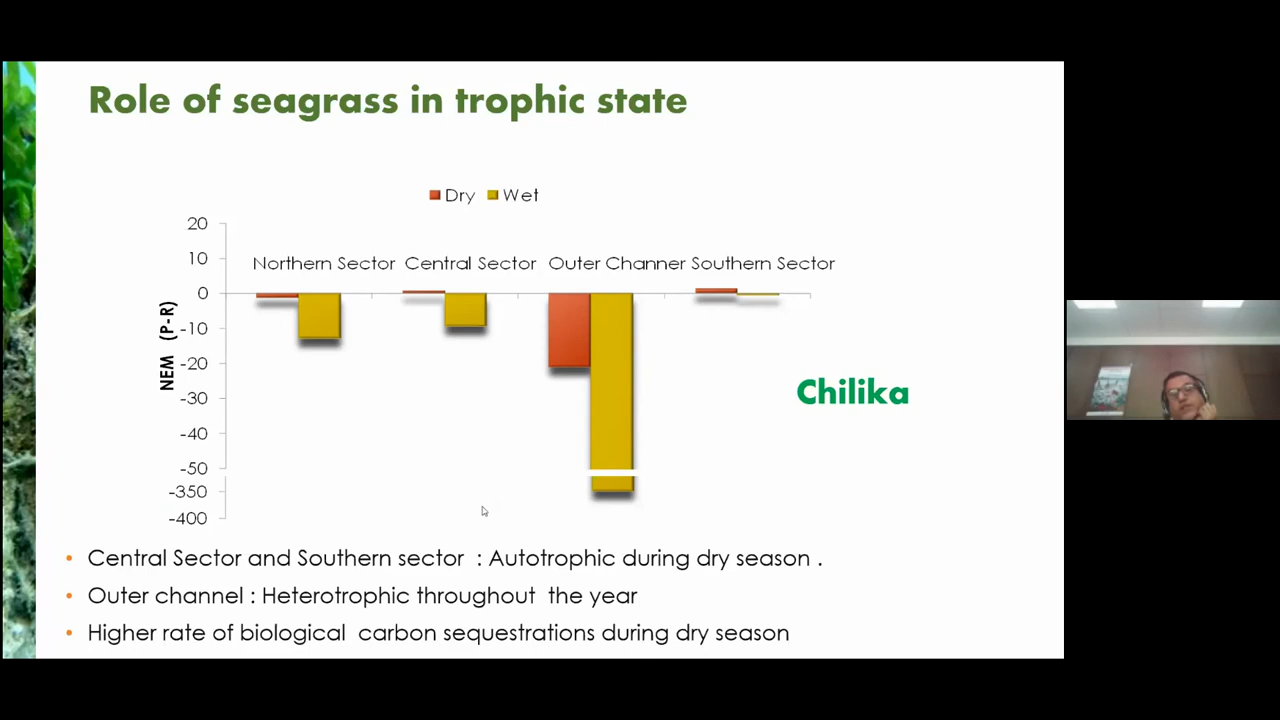 Role of seagrass in trophic state
Dry Wet
20
10
Northern Sector Central Sector Outer Channer Southern Sector
0
-10
-20
-30
-40
-50
-350
-400
NEM (P-R)
Chilika
• Central Sector and Southern sector : Autotrophic during dry season .
• Outer channel : Heterotrophic throughout the year
• Higher rate of biological carbon sequestrations during dry season